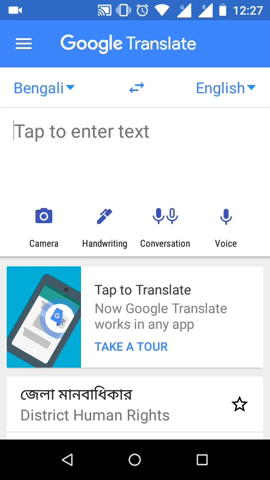 12:27
Google Translate
Bengali English
Tap to enter text
Camera Handwriting Conversation Voice
Tap to Translate
Now Google Translate
works in any app
TAKE A TOUR
জেলা মানবাধিকার
District Human Rights